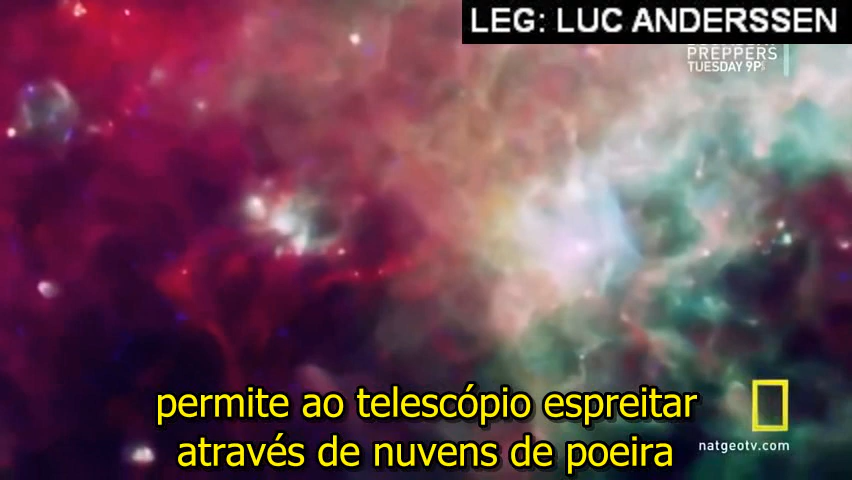 LEG: LUC ANDERSSEN
PREPPERS
TUESDAY 9P
permite ao telescópio espreitar
através de nuvens de poeira
natgeotv.com